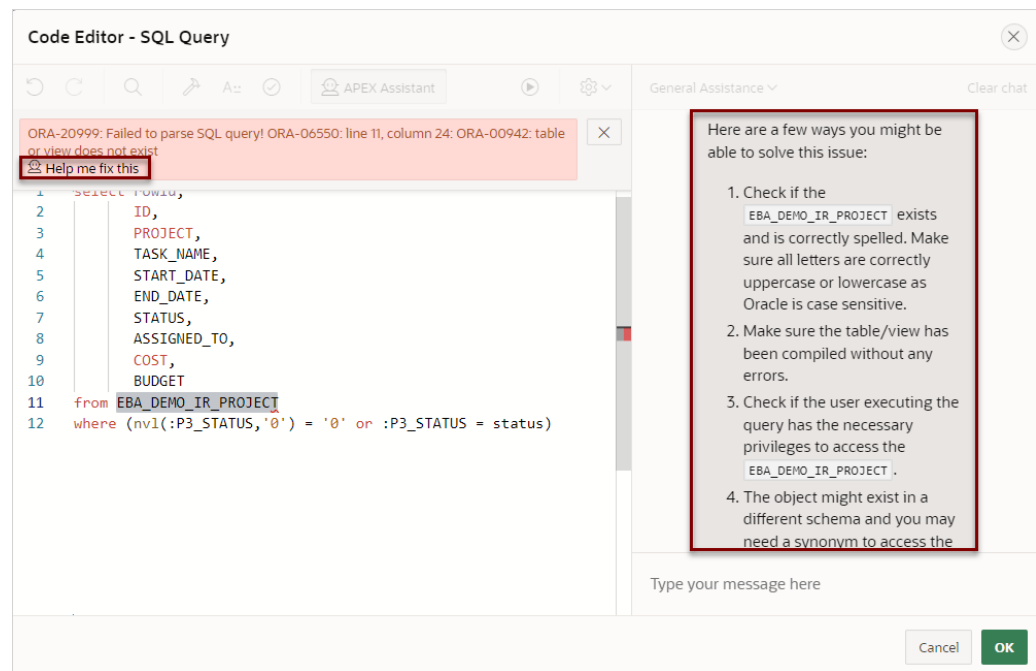 Code Editor - SQL Query
APEX Assistant
General Assistance
Clear chat
ORA-20999: Failed to parse SQL query! ORA-06550: line 11, column 24: ORA-00942: table
or view does not exist
Help me fix this
1 select rowid,
2 ID,
3 PROJECT,
4 TASK_NAME,
5 START_DATE,
6 END_DATE,
7 STATUS,
8 ASSIGNED_TO,
9 COST,
10 BUDGET
11 from EBA_DEMO_IR_PROJECT
12 where (nvl(:P3_STATUS,'0') = '0' or :P3_STATUS = status)
Here are a few ways you might be
able to solve this issue:
1. Check if the
EBA_DEMO_IR_PROJECT exists
and is correctly spelled. Make
sure all letters are correctly
uppercase or lowercase as
Oracle is case sensitive.
2. Make sure the table/view has
been compiled without any
errors.
3. Check if the user executing the
query has the necessary
privileges to access the
EBA_DEMO_IR_PROJECT.
4. The object might exist in a
different schema and you may
need a synonym to access the
Type your message here
Cancel
OK